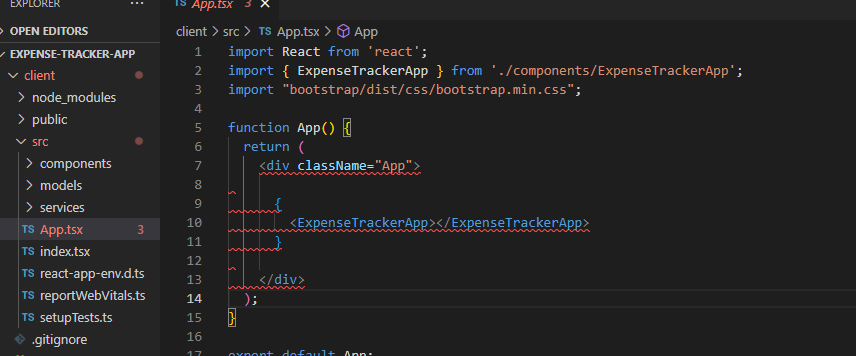 EXPLORER ···
TS App.tsx 3 ×
OPEN EDITORS
EXPENSE-TRACKER-APP
client
node_modules
public
src
components
models
services
TS App.tsx 3
TS index.tsx
TS react-app-env.d.ts
TS reportWebVitals.ts
TS setupTests.ts
.gitignore
client > src > TS App.tsx > App
1 import React from 'react';
2 import { ExpenseTrackerApp } from './components/ExpenseTrackerApp';
3 import "bootstrap/dist/css/bootstrap.min.css";
4
5 function App() {
6 return (
7 <div className="App">
8
9 {
10 <ExpenseTrackerApp></ExpenseTrackerApp>
11 }
12
13 </div>
14 );
15 }
16
17 export default App;